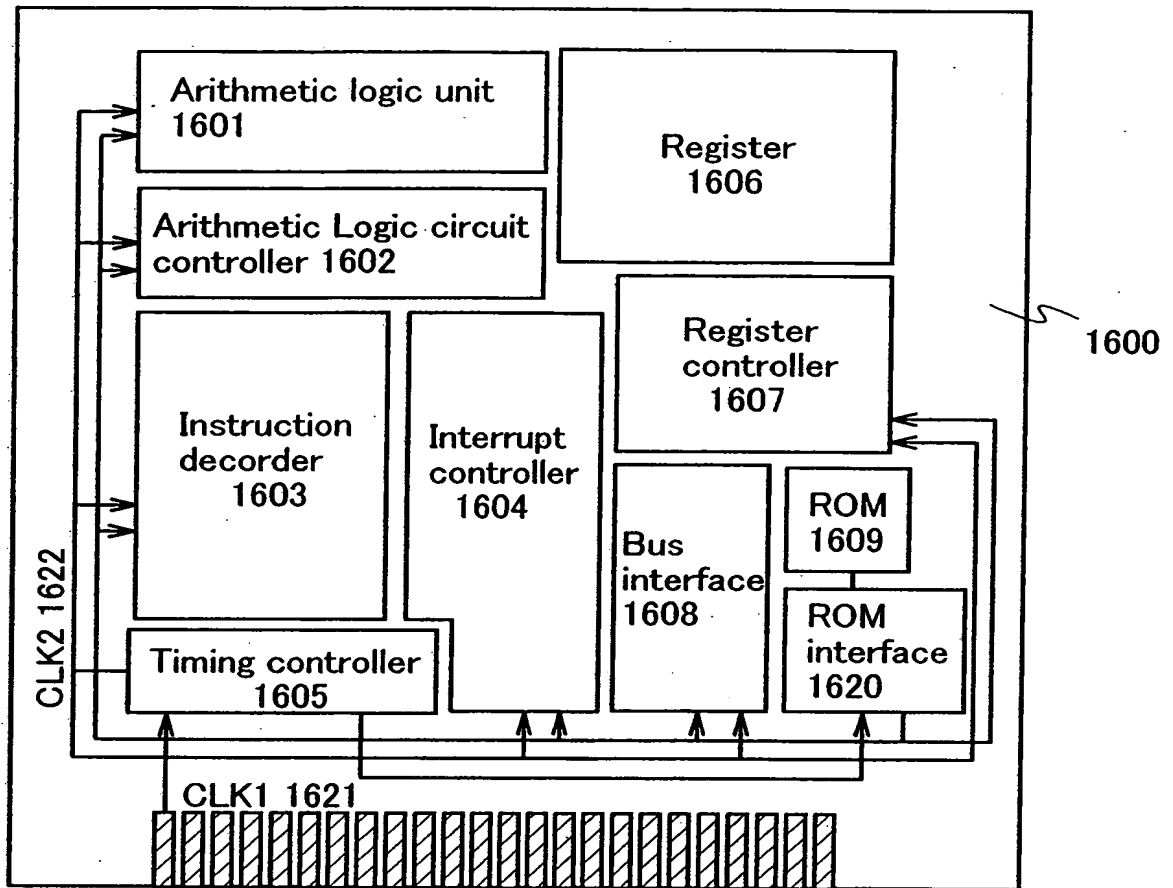 Arithmetic logic unit
1601
Register
1606
Arithmetic Logic circuit
controller 1602
Register
controller
1607
1600
Instruction
decorder
1603
Interrupt
controller
1604
ROM
1609
Bus
interface
1608
ROM
interface
1620
CLK2 1622
Timing controller
1605
CLK1 1621